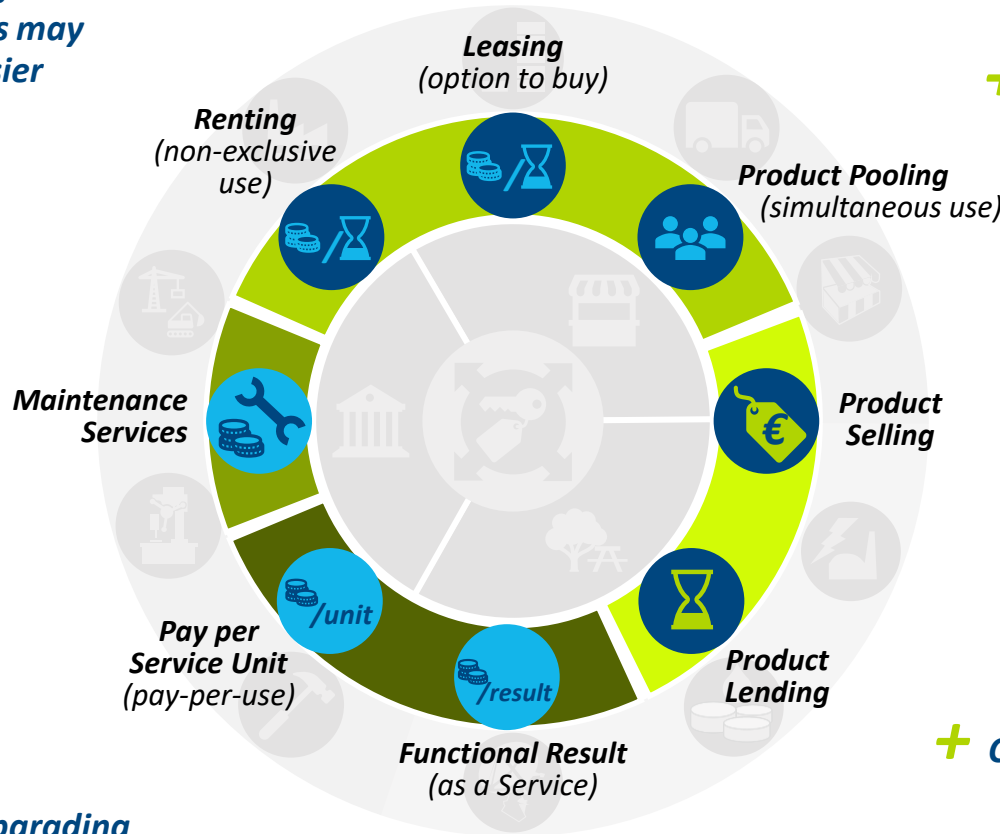 s may
sier
Leasing
(option to buy)
Renting
(non-exclusive
use)
Product Pooling
(simultaneous use)
Maintenance
Services
Product
Selling
€
/unit
/result
Pay per
Service Unit
(pay-per-use)
Product
Lending
Functional Result
(as a Service)
+
+